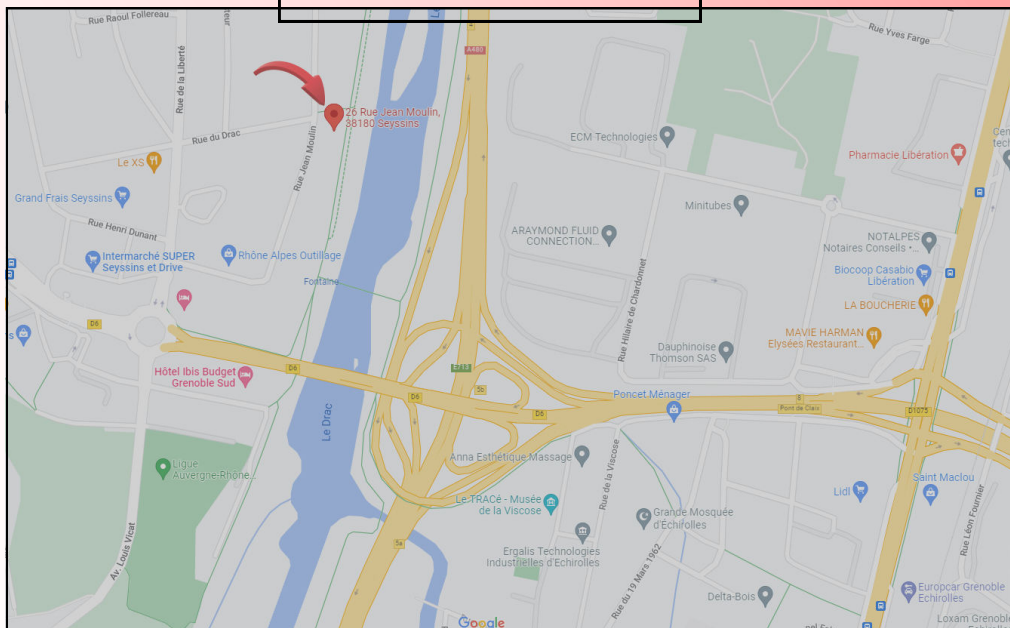 Rue Raoul Follereau
Rue de la Liberté
A480
Rue Yves Farge
26 Rue Jean Moulin,
38180 Seyssins
Rue du Drac
Rue Jean Moulin
ECM Technologies
Pharmacie Libération
Le XS
Grand Frais Seyssins
Minitubes
Rue Henri Dunant
ARAYMOND FLUID
CONNECTION...
NOTALPES
Notaires Conseils •...
Intermarché SUPER
Seyssins et Drive
Rhône Alpes Outillage
Fontaine
Biocoop Casabio
Libération
Rue Hilaire de Chardonnet
LA BOUCHERIE
D6
MAVIE HARMAN
Elysées Restaurant...
Dauphinoise
Thomson SAS
Hôtel Ibis Budget
Grenoble Sud
D6
E712
5b
D6
Poncet Ménager
8
Pont de Claix
D6
D1075
Le Drac
Anna Esthétique Massage
Rue de la Viscose
Ligue
Auvergne-Rhône...
Saint Maclou
Lidl
Le TRACé - Musée
de la Viscose
Grande Mosquée
d'Échirolles
Rue Léon Fournier
Av. Louis Vicat
5a
Ergalis Technologies
Industrielles d'Echirolles
Rue du 19 Mars 1962
Delta-Bois
Europcar Grenoble
Echirolles
Google
Loxam Grenoble